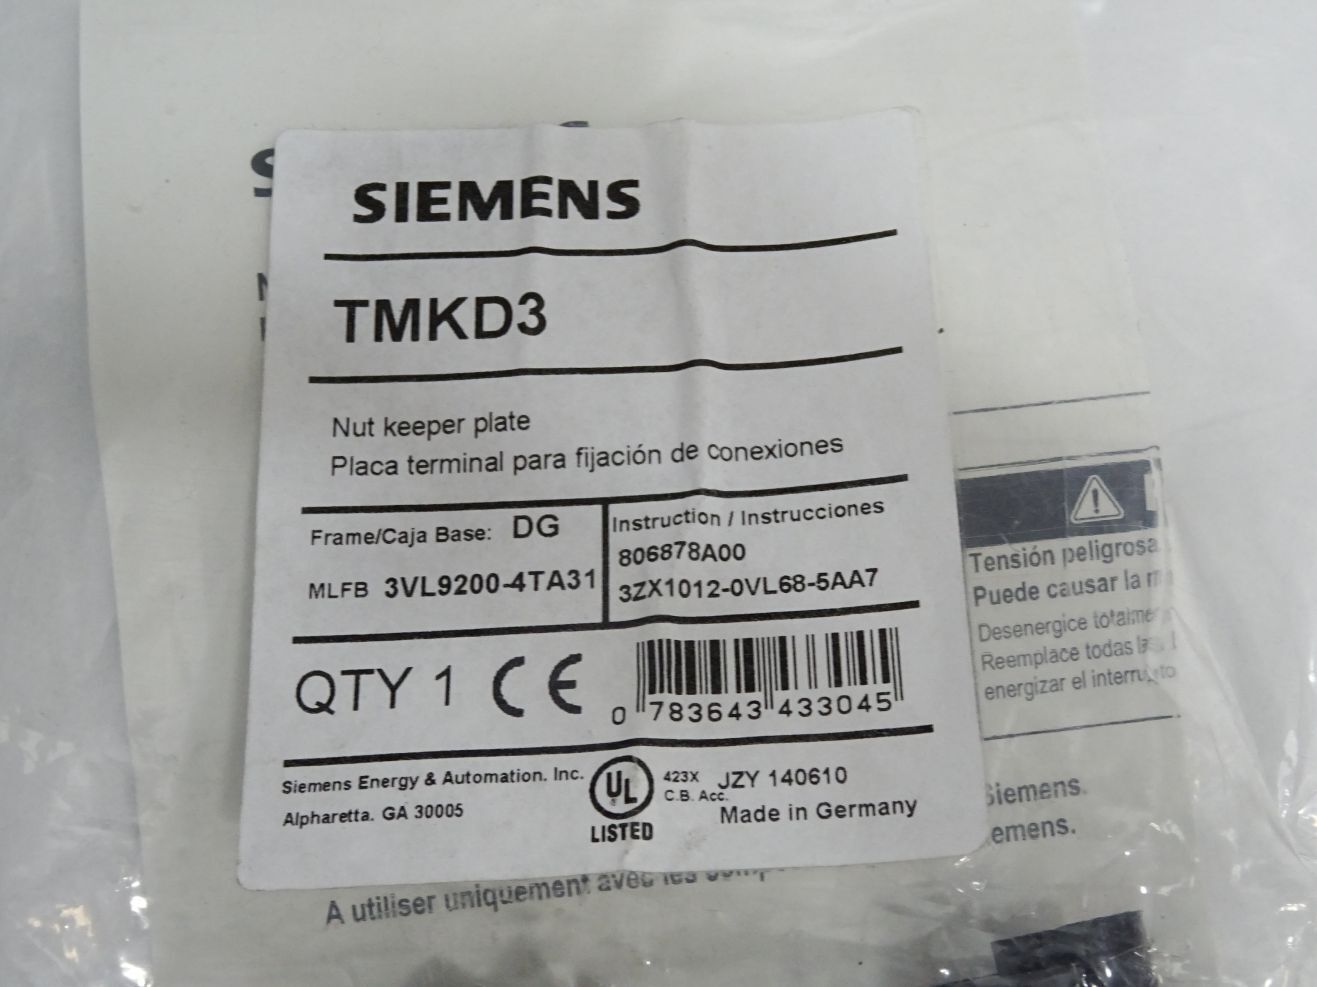 SIEMENS
TMKD3
Nut keeper plate
Placa terminal para fijación de conexiones
Frame/Caja Base: DG
MLFB 3VL9200-4TA31
Instruction / Instrucciones
806878A00
3ZX1012-0VL68-5AA7
QTY 1 CE
0 783643 433045
Siemens Energy & Automation. Inc.
Alpharetta. GA 30005
UL
LISTED
423X JZY 140610
C.B. Acc.
Made in Germany
Tensión peligrosa
Puede causar la
Desenergice
Reemplace todas
energizar el
Siemens.
A utiliser uniquement avec les